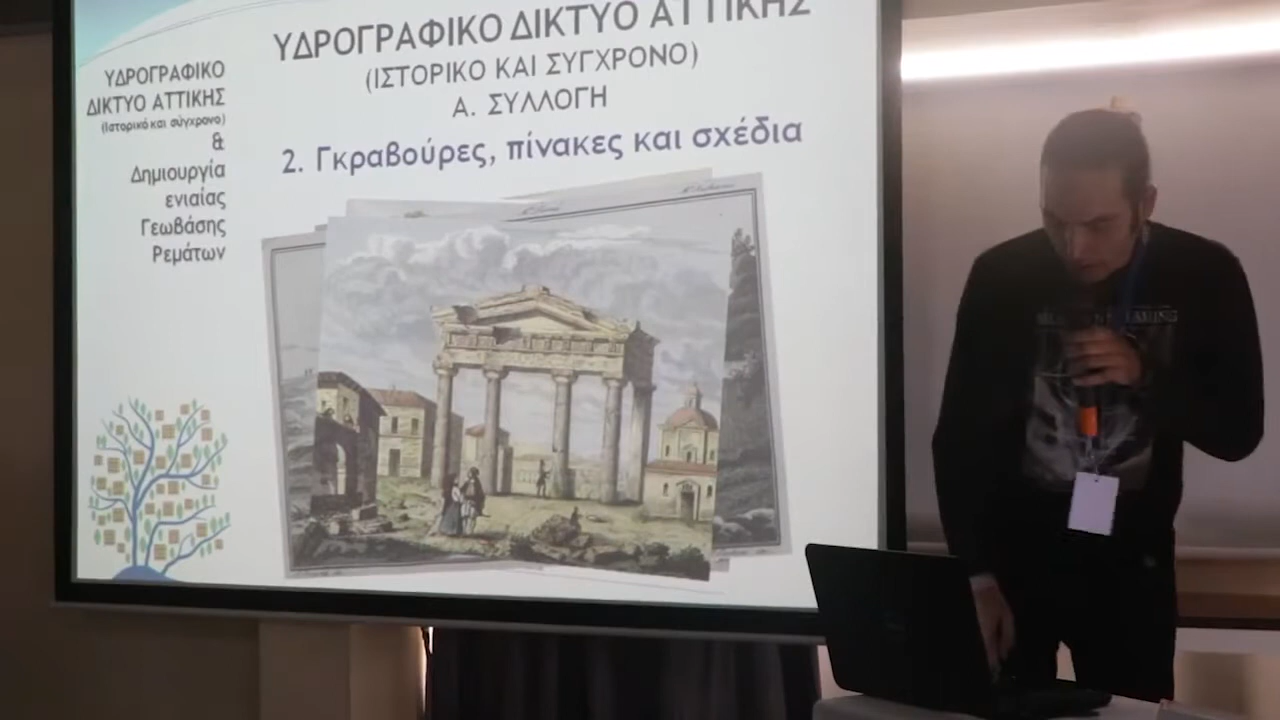 ΥΔΡΟΓΡΑΦΙΚΟ
ΔΙΚΤΥΟ ΑΤΤΙΚΗΣ
(Ιστορικό και σύγχρονο)
&
Δημιουργία
ενιαίας
Γεωβάσης
Ρεμάτων
ΥΔΡΟΓΡΑΦΙΚΟ ΔΙΚΤΥΟ ΑΤΤΙΚΗΣ
(ΙΣΤΟΡΙΚΟ ΚΑΙ ΣΥΓΧΡΟΝΟ)
Α. ΣΥΛΛΟΓΗ
2. Γκραβούρες, πίνακες και σχέδια